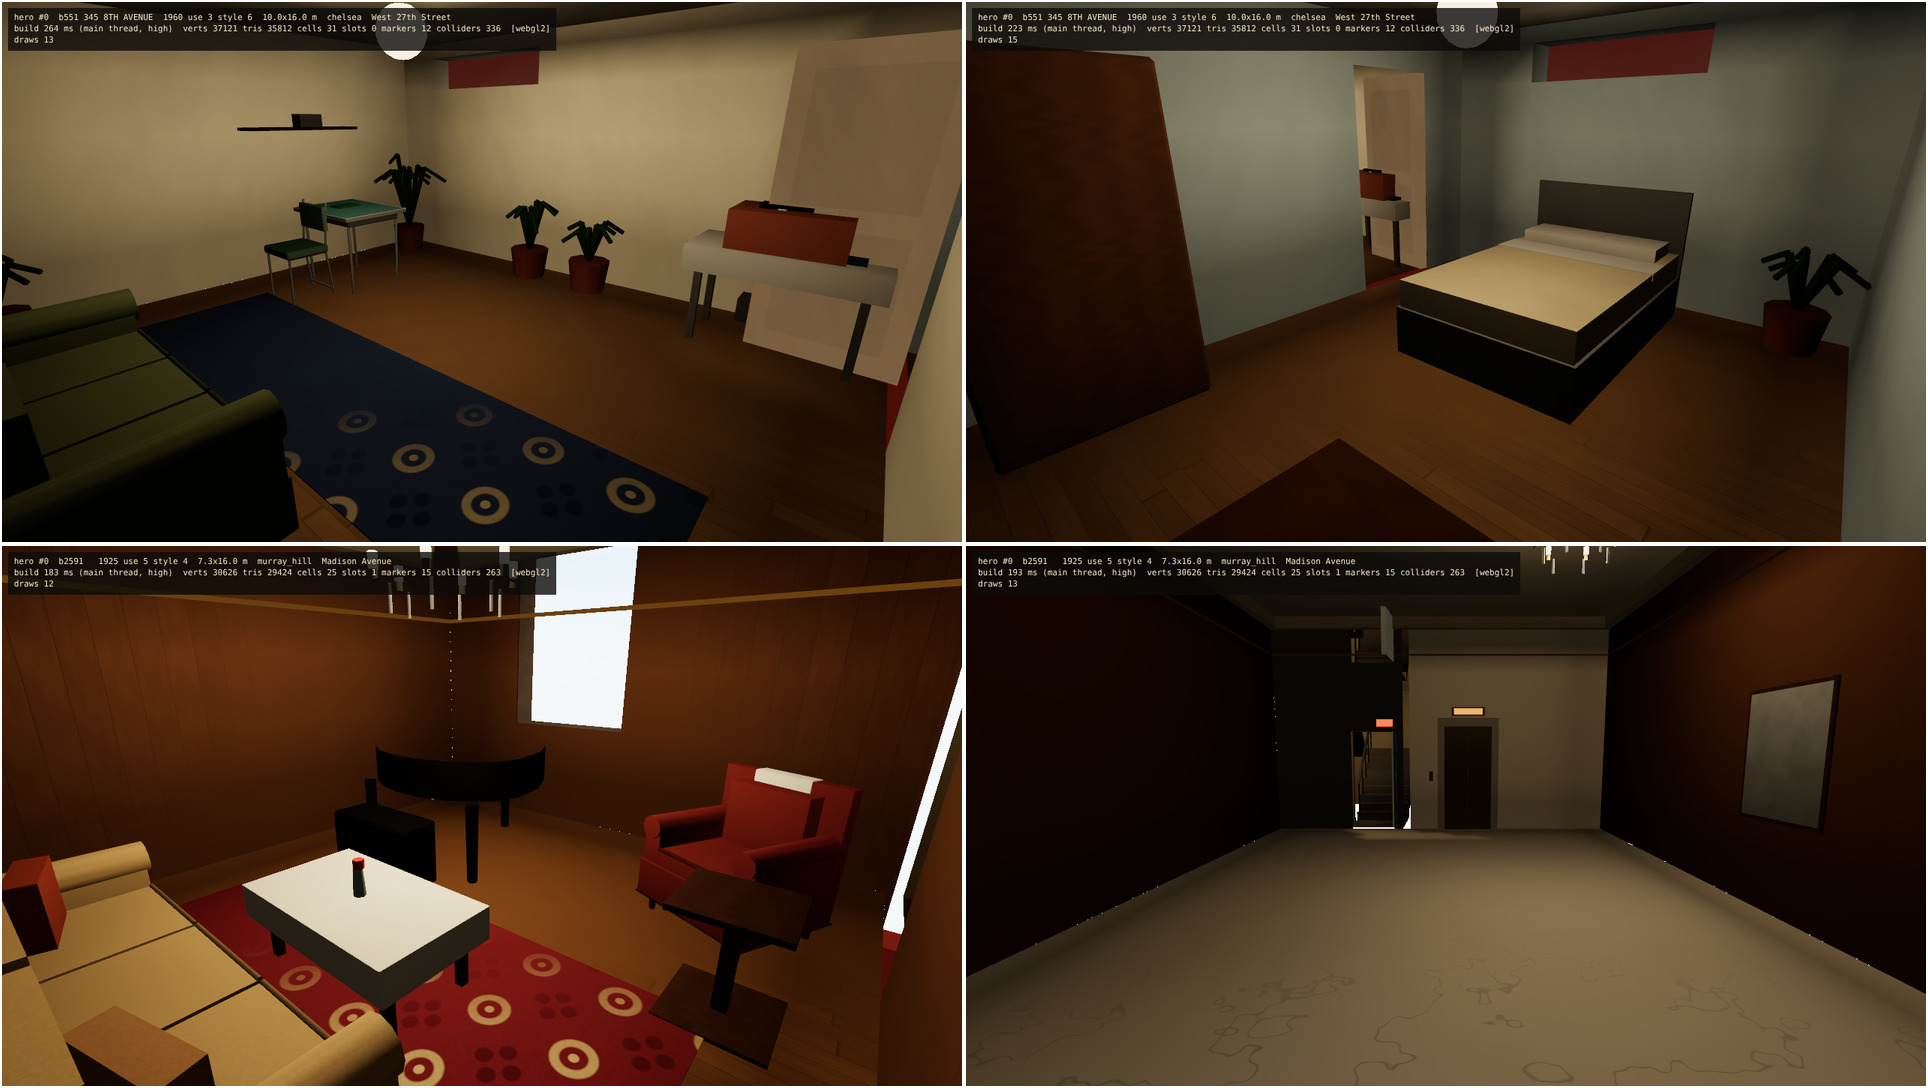 hero #0  b551 345 8TH AVENUE  1960 use 3 style 6  10.0x16.0 m  chelsea  West 27th Street
build 264 ms (main thread, high)  verts 37121 tris 35812 cells 31 slots 0 markers 12 colliders 336  [webgl2]
draws 13
hero #0  b551 345 8TH AVENUE  1960 use 3 style 6  10.0x16.0 m  chelsea  West 27th Street
build 223 ms (main thread, high)  verts 37121 tris 35812 cells 31 slots 0 markers 12 colliders 336  [webgl2]
draws 15
hero #0  b2591   1925 use 5 style 4  7.3x16.0 m  murray_hill  Madison Avenue
build 183 ms (main thread, high)  verts 30626 tris 29424 cells 25 slots 1 markers 15 colliders 263  [webgl2]
draws 12
hero #0  b2591   1925 use 5 style 4  7.3x16.0 m  murray_hill  Madison Avenue
build 193 ms (main thread, high)  verts 30626 tris 29424 cells 25 slots 1 markers 15 colliders 263  [webgl2]
draws 13